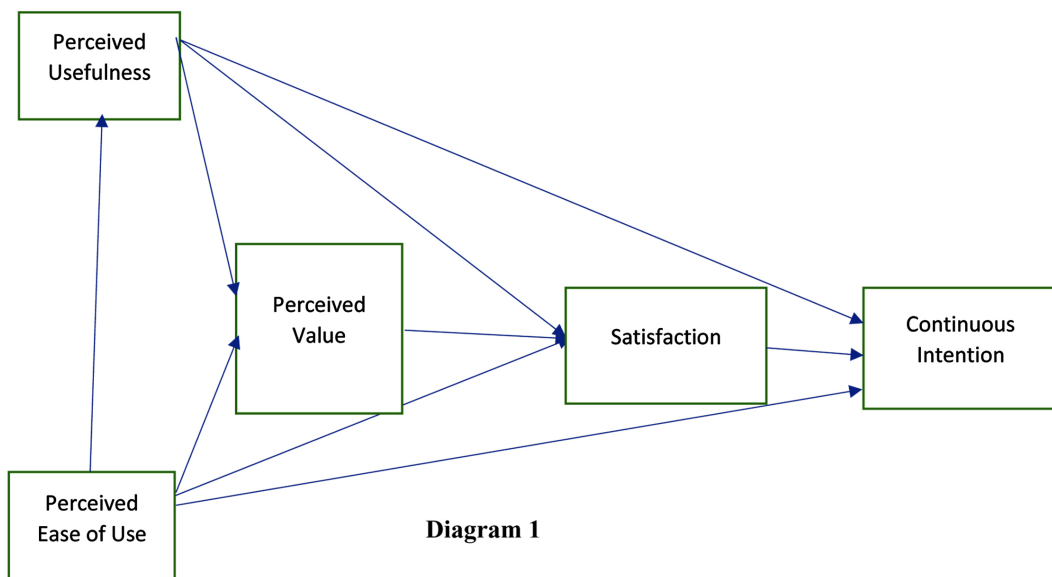 Perceived
Usefulness
Perceived
Value
Satisfaction
Continuous
Intention
Perceived
Ease of Use
Diagram 1